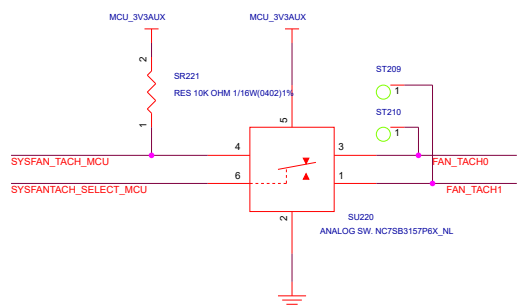 MCU_3V3AUX
MCU_3V3AUX
2
SR221
RES 10K OHM 1/16W(0402)1%
1
ST209
1
ST210
1
5
4
3
SYSFAN_TACH_MCU
FAN_TACH0
6
1
SYSFANTACH_SELECT_MCU
FAN_TACH1
2
SU220
ANALOG SW. NC7SB3157P6X_NL